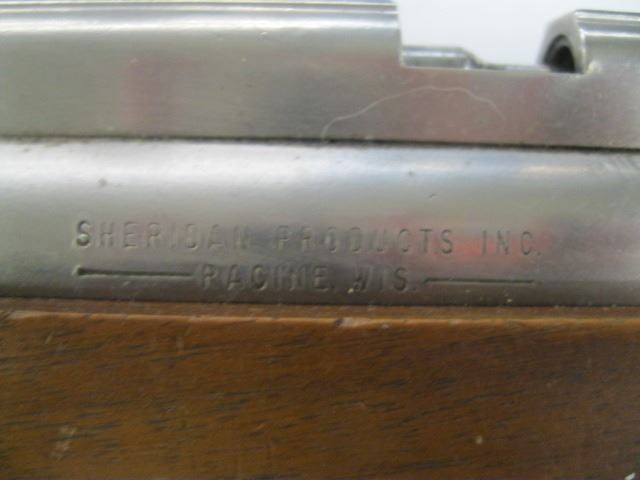 SHERIDAN PRODUCTS INC.
RACINE, WIS.